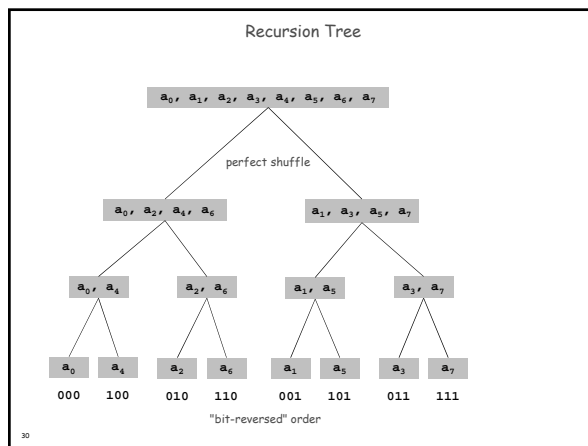 Recursion Tree
a₀, a₁, a₂, a₃, a₄, a₅, a₆, a₇
perfect shuffle
a₀, a₂, a₄, a₆ a₁, a₃, a₅, a₇
a₀, a₄ a₂, a₆ a₁, a₅ a₃, a₇
a₀ a₄ a₂ a₆ a₁ a₅ a₃ a₇
000 100 010 110 001 101 011 111
"bit-reversed" order
30